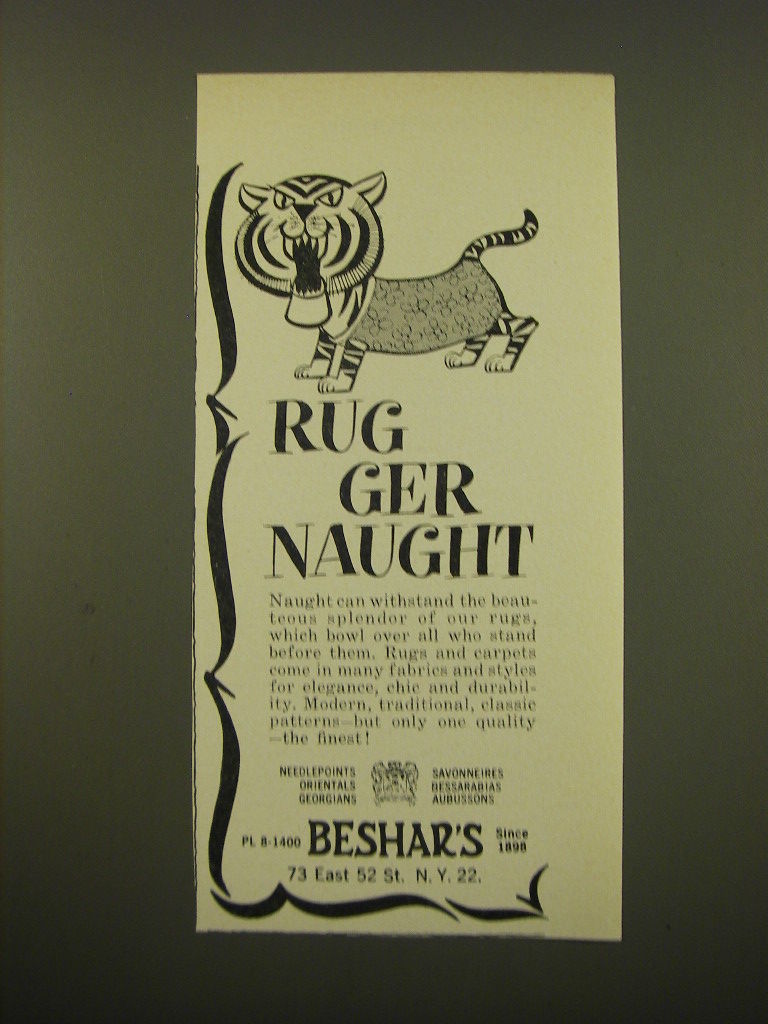 RUG
GER
NAUGHT
Naught can withstand the beau-
teous splendor of our rugs,
which bowl over all who stand
before them. Rugs and carpets
come in many fabrics and styles
for elegance, chic and durabil-
ity. Modern, traditional, classic
patterns—but only one quality
—the finest!
NEEDLEPOINTS
ORIENTALS
GEORGIANS
SAVONNEIRES
BESSARABIAS
AUBUSSONS
PL 8-1400 BESHAR'S Since 1898
73 East 52 St. N. Y. 22.